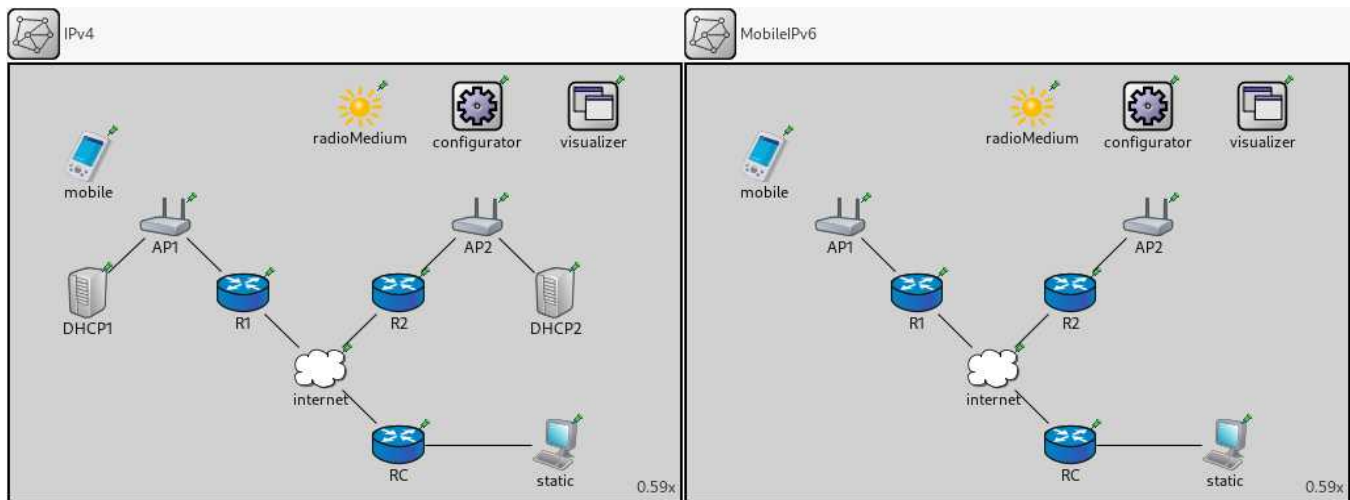 IPv4
radioMedium
configurator
visualizer
mobile
AP1
AP2
DHCP1
R1
R2
DHCP2
internet
RC
static
0.59x
MobileIPv6
radioMedium
configurator
visualizer
mobile
AP1
AP2
R1
R2
internet
RC
static
0.59x